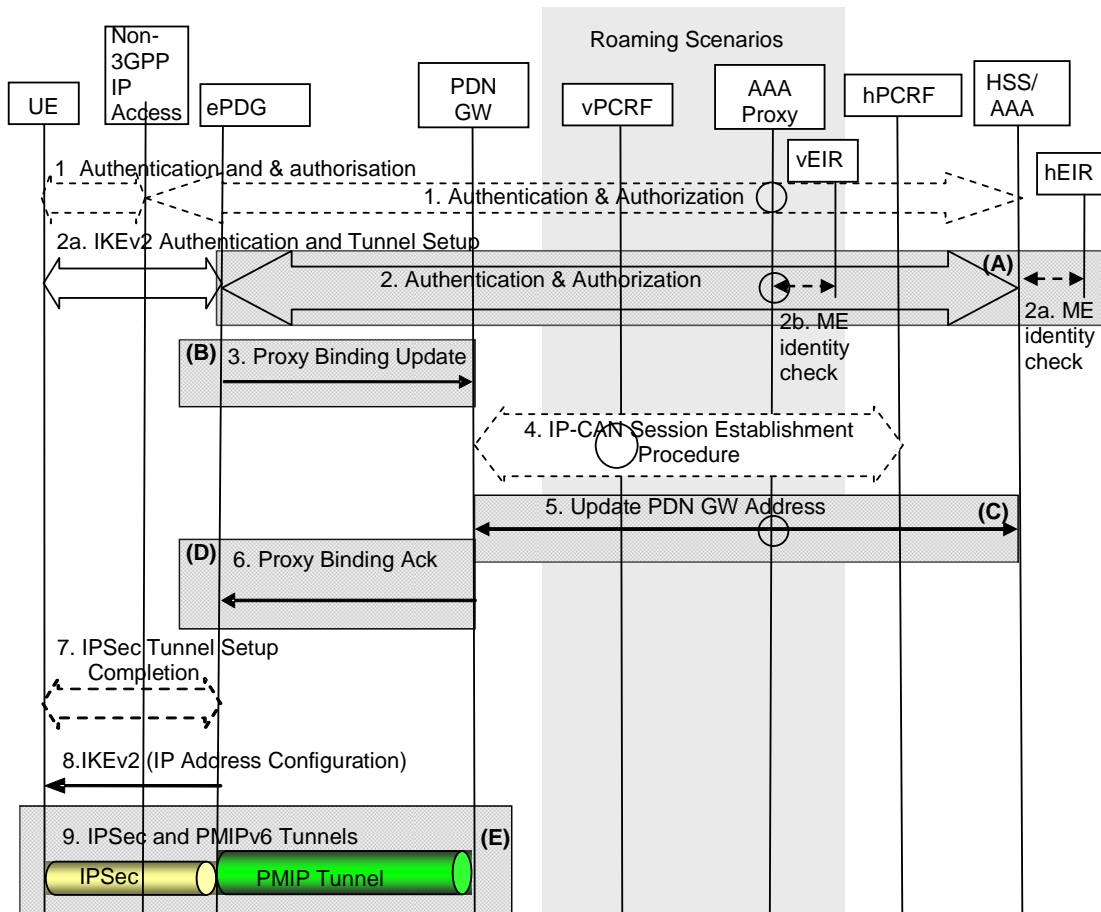 Roaming Scenarios
Non-
3GPP
IP
Access
UE
ePDG
PDN
GW
vPCRF
AAA
Proxy
hPCRF
HSS/
AAA
vEIR
hEIR
1 Authentication and & authorisation
1. Authentication & Authorization
2a. IKEv2 Authentication and Tunnel Setup
2. Authentication & Authorization
(A)
2b. ME
identity
check
2a. ME
identity
check
(B)
3. Proxy Binding Update
4. IP-CAN Session Establishment
Procedure
5. Update PDN GW Address
(C)
(D)
6. Proxy Binding Ack
7. IPSec Tunnel Setup
Completion
8.IKEv2 (IP Address Configuration)
9. IPSec and PMIPv6 Tunnels
(E)
IPSec
PMIP Tunnel